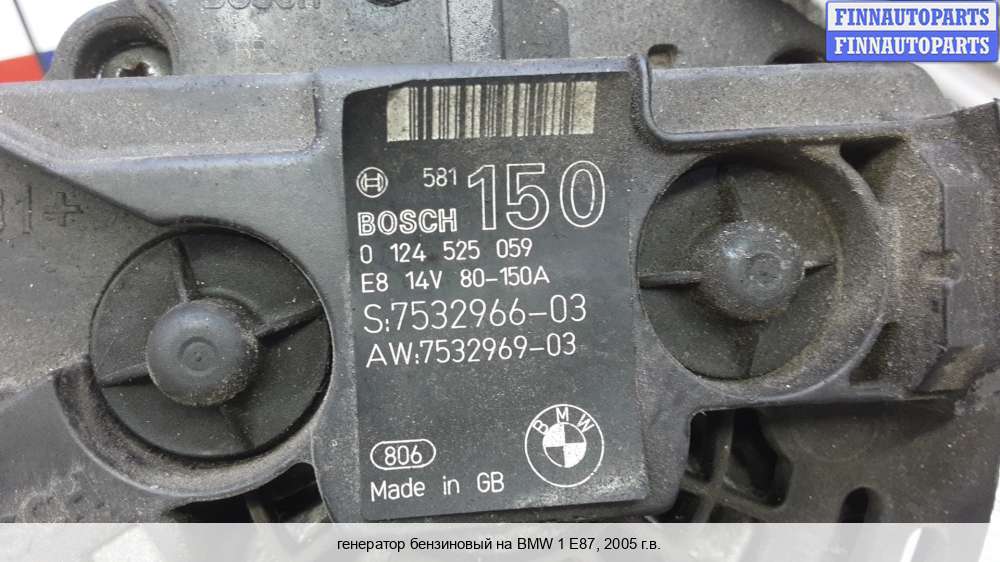 BOSCH
FINNAUTOPARTS
FINNAUTOPARTS
581 150
BOSCH
0 124 525 059
E8 14V 80-150A
S:7532966-03
AW:7532969-03
BMW
806
Made in GB
генератор бензиновый на BMW 1 E87, 2005 г.в.